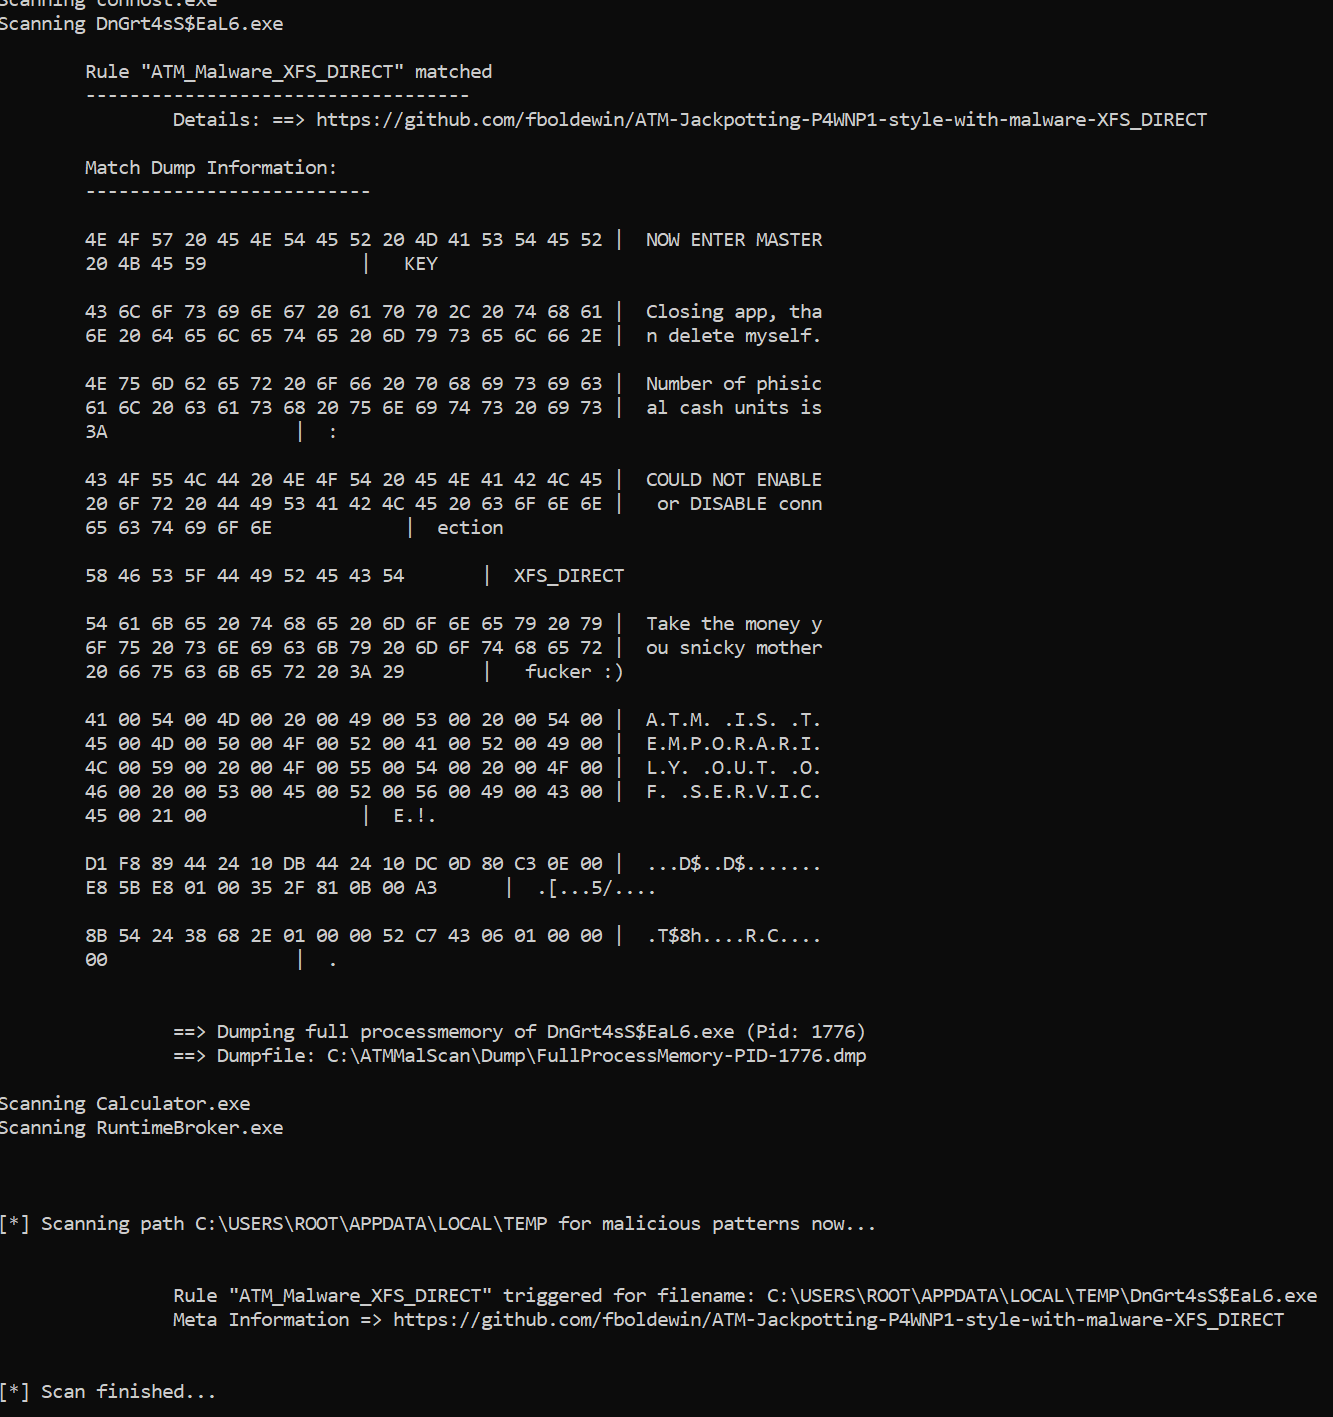 Scanning conhost.exe
Scanning DnGrt4sS$EaL6.exe
Rule "ATM_Malware_XFS_DIRECT" matched
-----------------------------------
Details: ==> https://github.com/fboldewin/ATM-Jackpotting-P4WNP1-style-with-malware-XFS_DIRECT
Match Dump Information:
--------------------------
4E 4F 57 20 45 4E 54 45 52 20 4D 41 53 54 45 52 | NOW ENTER MASTER
20 4B 45 59 | KEY
43 6C 6F 73 69 6E 67 20 61 70 70 2C 20 74 68 61 | Closing app, tha
6E 20 64 65 6C 65 74 65 20 6D 79 73 65 6C 66 2E | n delete myself.
4E 75 6D 62 65 72 20 6F 66 20 70 68 69 73 69 63 | Number of phisic
61 6C 20 63 61 73 68 20 75 6E 69 74 73 20 69 73 | al cash units is
3A | :
43 4F 55 4C 44 20 4E 4F 54 20 45 4E 41 42 4C 45 | COULD NOT ENABLE
20 6F 72 20 44 49 53 41 42 4C 45 20 63 6F 6E 6E | or DISABLE conn
65 63 74 69 6F 6E | ection
58 46 53 5F 44 49 52 45 43 54 | XFS_DIRECT
54 61 6B 65 20 74 68 65 20 6D 6F 6E 65 79 20 79 | Take the money y
6F 75 20 73 6E 69 63 6B 79 20 6D 6F 74 68 65 72 | ou snicky mother
20 66 75 63 6B 65 72 20 3A 29 | fucker :)
41 00 54 00 4D 00 20 00 49 00 53 00 20 00 54 00 | A.T.M. .I.S. .T.
45 00 4D 00 50 00 4F 00 52 00 41 00 52 00 49 00 | E.M.P.O.R.A.R.I.
4C 00 59 00 20 00 4F 00 55 00 54 00 20 00 4F 00 | L.Y. .O.U.T. .O.
46 00 20 00 53 00 45 00 52 00 56 00 49 00 43 00 | F. .S.E.R.V.I.C.
45 00 21 00 | E.!.
D1 F8 89 44 24 10 DB 44 24 10 DC 0D 80 C3 0E 00 | ...D$..D$.......
E8 5B E8 01 00 35 2F 81 0B 00 A3 | .[...5/....
8B 54 24 38 68 2E 01 00 00 52 C7 43 06 01 00 00 | .T$8h....R.C....
00 | .
==> Dumping full processmemory of DnGrt4sS$EaL6.exe (Pid: 1776)
==> Dumpfile: C:\ATMMalScan\Dump\FullProcessMemory-PID-1776.dmp
Scanning Calculator.exe
Scanning RuntimeBroker.exe
[*] Scanning path C:\USERS\ROOT\APPDATA\LOCAL\TEMP for malicious patterns now...
Rule "ATM_Malware_XFS_DIRECT" triggered for filename: C:\USERS\ROOT\APPDATA\LOCAL\TEMP\DnGrt4sS$EaL6.exe
Meta Information => https://github.com/fboldewin/ATM-Jackpotting-P4WNP1-style-with-malware-XFS_DIRECT
[*] Scan finished...